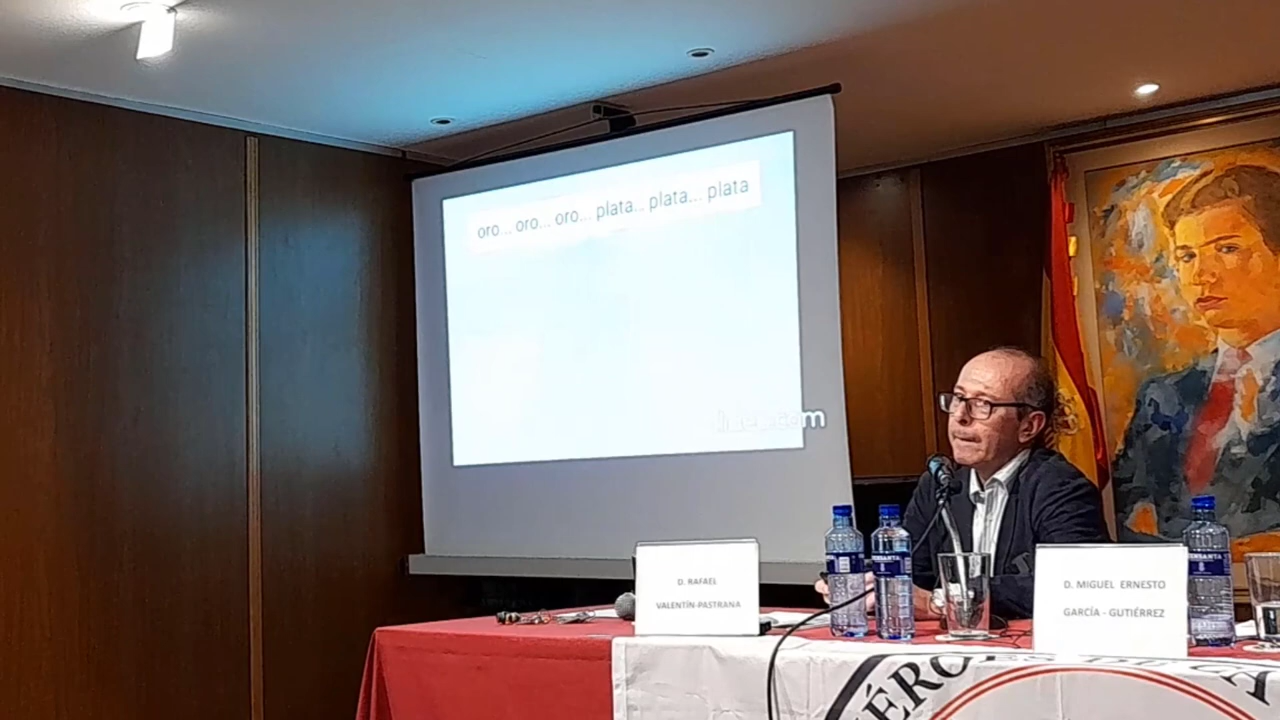 oro... oro... oro... plata... plata... plata
D. RAFAEL
VALENTÍN-PASTRANA
D. MIGUEL ERNESTO
GARCÍA - GUTIÉRREZ